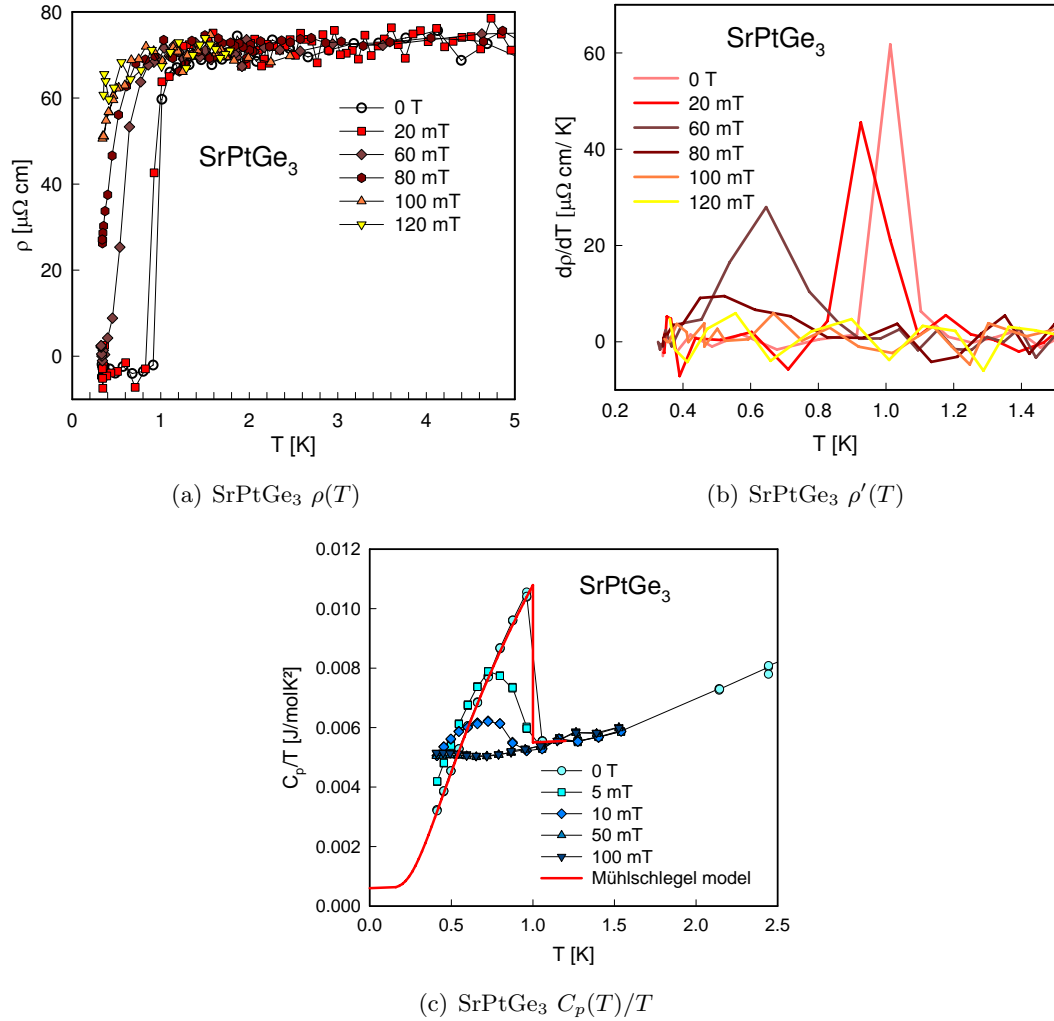 80
60
40
20
0
ρ [μΩ cm]
SrPtGe3
0 T
20 mT
60 mT
80 mT
100 mT
120 mT
0 1 2 3 4 5
T [K]
(a) SrPtGe3 ρ(T)
60
40
20
0
dρ/dT [μΩ cm/ K]
SrPtGe3
0 T
20 mT
60 mT
80 mT
100 mT
120 mT
0.2 0.4 0.6 0.8 1.0 1.2 1.4
T [K]
(b) SrPtGe3 ρ′(T)
0.012
0.010
0.008
0.006
0.004
0.002
0.000
Cp/T [J/molK²]
SrPtGe3
0 T
5 mT
10 mT
50 mT
100 mT
Mühlschlegel model
0.0 0.5 1.0 1.5 2.0 2.5
T [K]
(c) SrPtGe3 Cp(T)/T